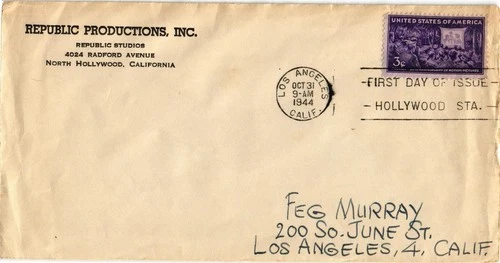 REPUBLIC PRODUCTIONS, INC.
REPUBLIC STUDIOS
4024 RADFORD AVENUE
NORTH HOLLYWOOD, CALIFORNIA
UNITED STATES OF AMERICA
3¢
LOS ANGELES
OCT 31
9-AM
1944
CALIF.
FIRST DAY OF ISSUE
HOLLYWOOD STA.
FEG MURRAY
200 SO. JUNE ST.
LOS ANGELES, 4, CALIF.